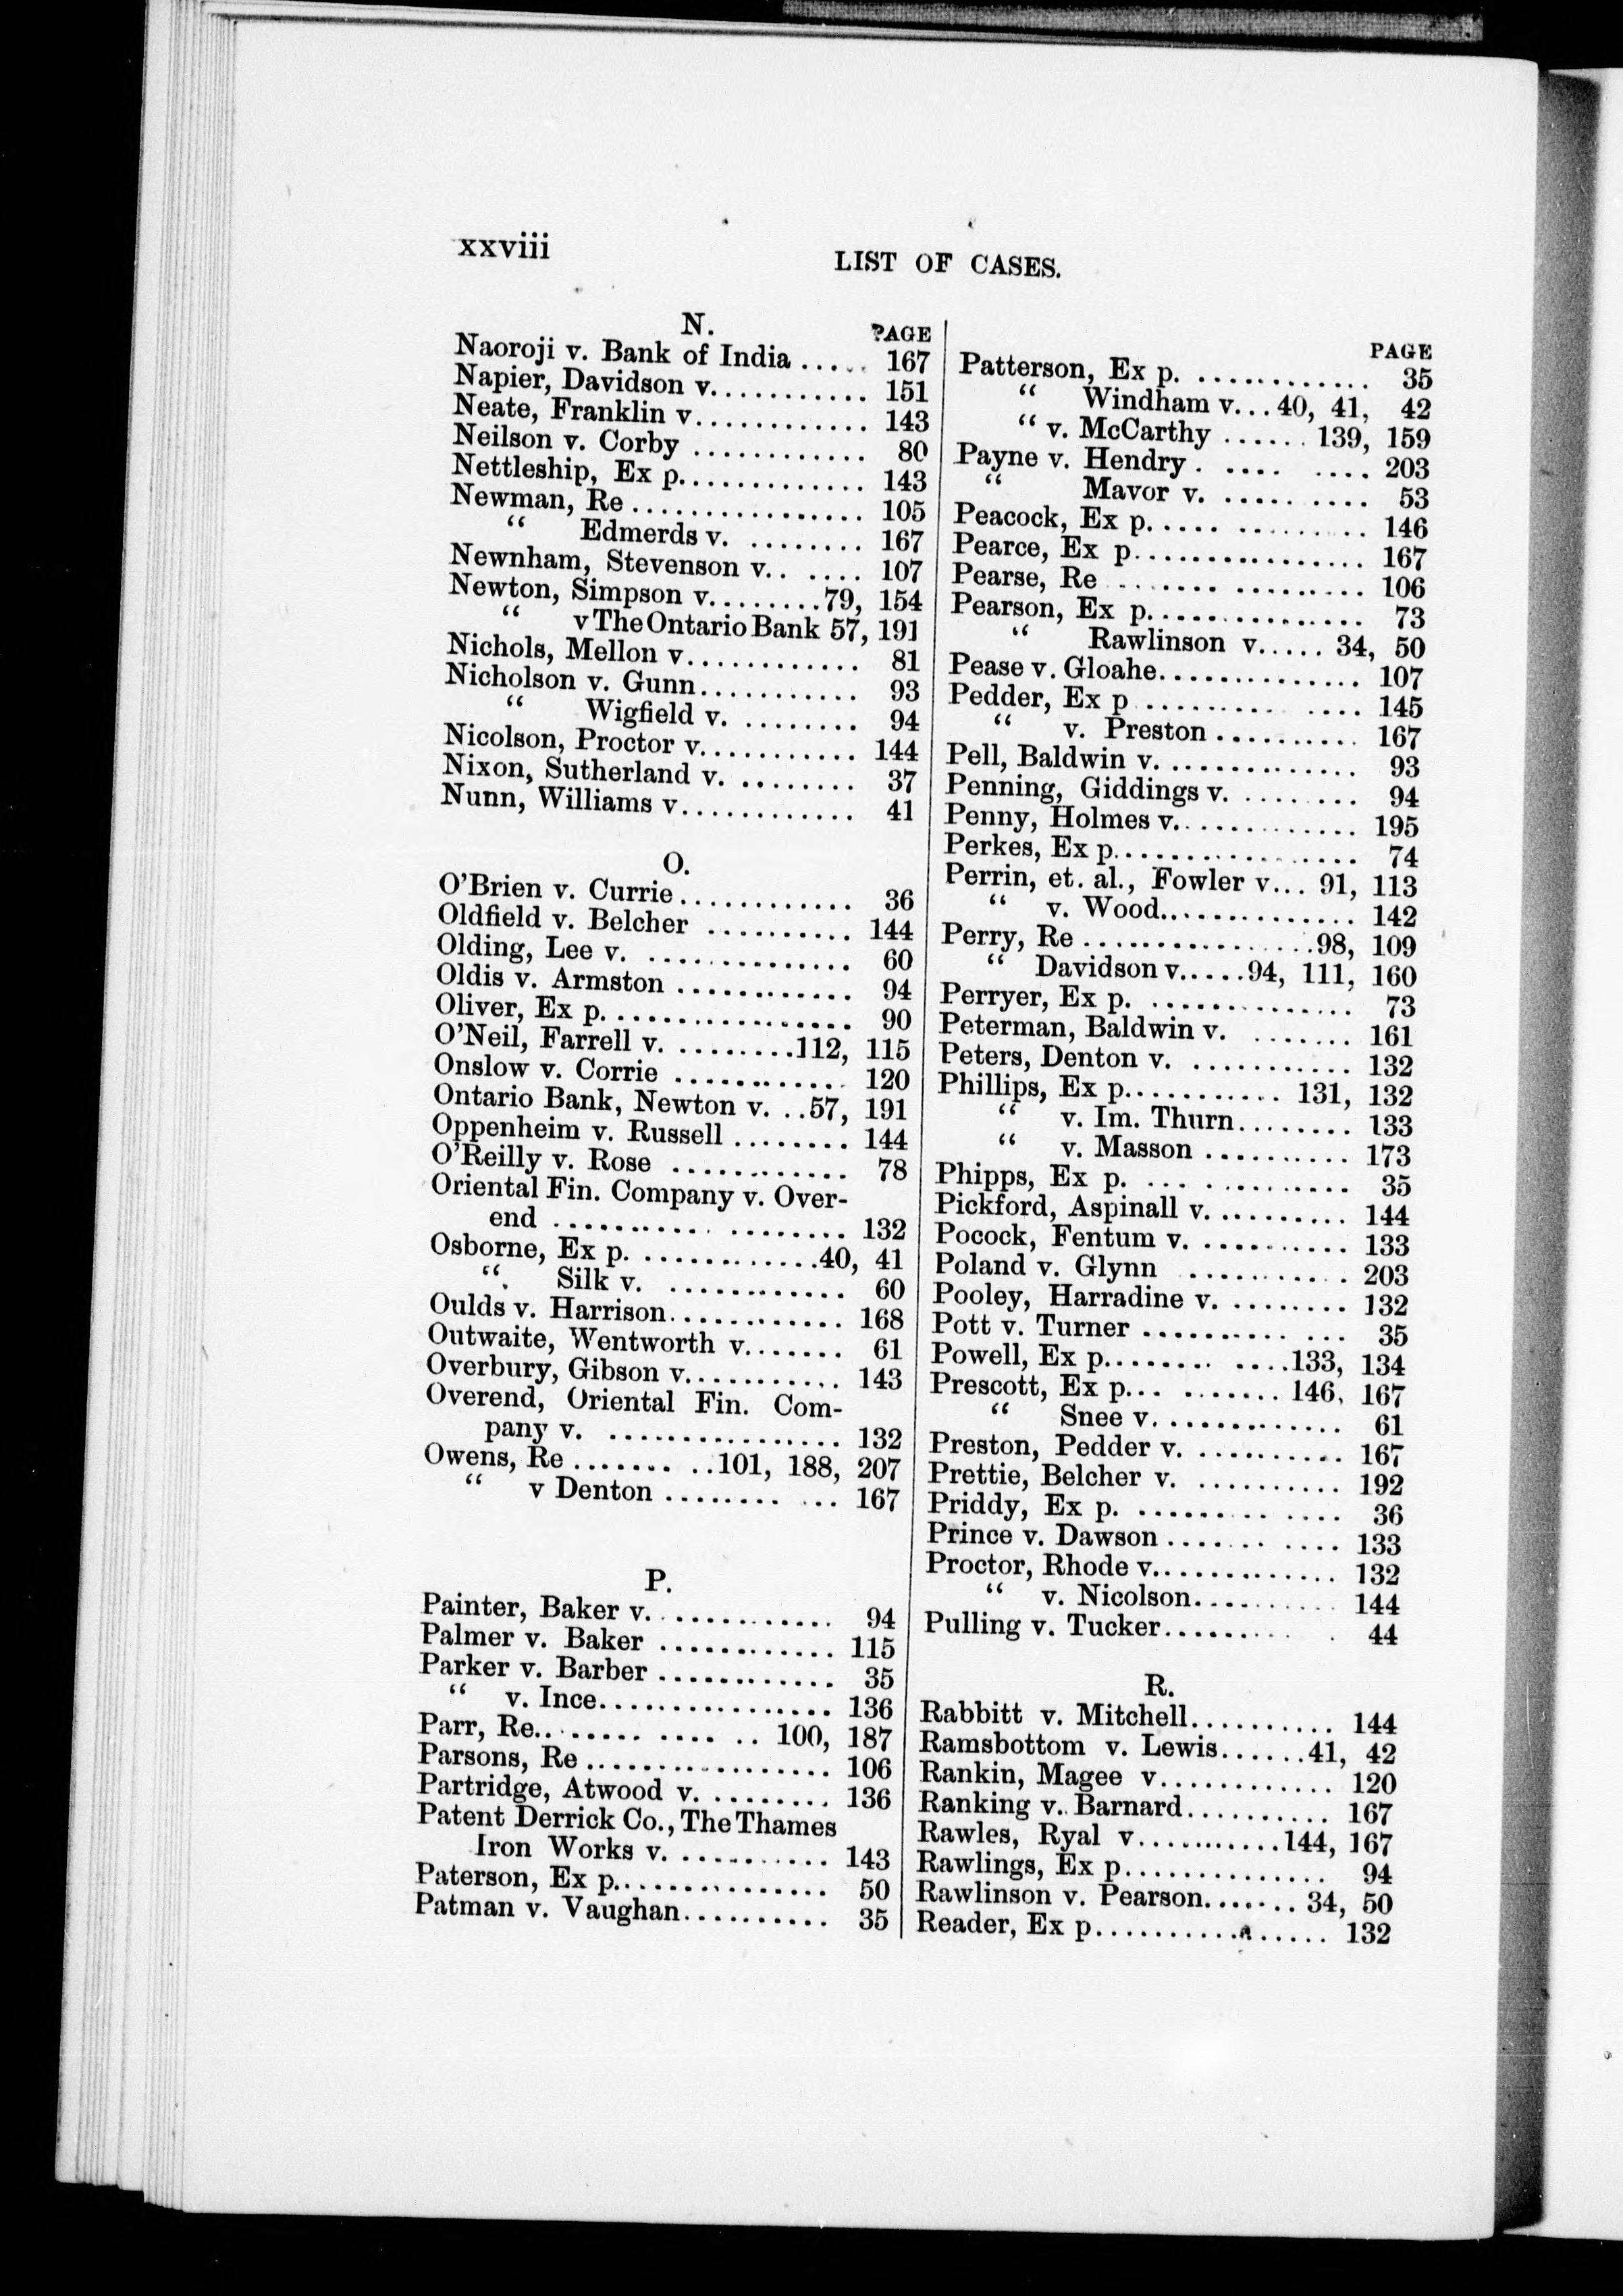 xxviii
LIST OF CASES.
N.
PAGE
Naoroji v. Bank of India ..... 167
Napier, Davidson v........... 151
Neate, Franklin v............ 143
Neilson v. Corby ............ 80
Nettleship, Ex p............. 143
Newman, Re ................ 105
“ Edmerds v. ........ 167
Newnham, Stevenson v.. .... 107
Newton, Simpson v........79, 154
“ v The Ontario Bank 57, 191
Nichols, Mellon v............ 81
Nicholson v. Gunn........... 93
“ Wigfield v. ........ 94
Nicolson, Proctor v........... 144
Nixon, Sutherland v. ........ 37
Nunn, Williams v............ 41
O.
O'Brien v. Currie............ 36
Oldfield v. Belcher .......... 144
Olding, Lee v. .............. 60
Oldis v. Armston ............ 94
Oliver, Ex p................. 90
O'Neil, Farrell v. .........112, 115
Onslow v. Corrie ............ 120
Ontario Bank, Newton v. ..57, 191
Oppenheim v. Russell ........ 144
O'Reilly v. Rose ............ 78
Oriental Fin. Company v. Over-
end ................... 132
Osborne, Ex p. .............40, 41
“. Silk v. ............ 60
Oulds v. Harrison............ 168
Outwaite, Wentworth v....... 61
Overbury, Gibson v........... 143
Overend, Oriental Fin. Com-
pany v. ................ 132
Owens, Re ....... ..101, 188, 207
“ v Denton ........ ... 167
P.
Painter, Baker v............. 94
Palmer v. Baker ............ 115
Parker v. Barber ............ 35
“ v. Ince................ 136
Parr, Re......... .... .. 100, 187
Parsons, Re ................. 106
Partridge, Atwood v. ........ 136
Patent Derrick Co., The Thames
Iron Works v. .......... 143
Paterson, Ex p............... 50
Patman v. Vaughan.......... 35
PAGE
Patterson, Ex p. ............ 35
“ Windham v...40, 41, 42
“ v. McCarthy ...... 139, 159
Payne v. Hendry . .... .... 203
“ Mavor v. .......... 53
Peacock, Ex p..... ......... 146
Pearce, Ex p................ 167
Pearse, Re ........ ......... 106
Pearson, Ex p............... 73
“ Rawlinson v..... 34, 50
Pease v. Gloahe.............. 107
Pedder, Ex p .......... .... 145
“ v. Preston .......... 167
Pell, Baldwin v. ............. 93
Penning, Giddings v. ........ 94
Penny, Holmes v............. 195
Perkes, Ex p................. 74
Perrin, et. al., Fowler v... 91, 113
“ v. Wood.............. 142
Perry, Re ................98, 109
“ Davidson v.....94, 111, 160
Perryer, Ex p. .............. 73
Peterman, Baldwin v. ....... 161
Peters, Denton v. ........... 132
Phillips, Ex p........... 131, 132
“ v. Im. Thurn........ 133
“ v. Masson .......... 173
Phipps, Ex p. ... .......... 35
Pickford, Aspinall v. ......... 144
Pocock, Fentum v. .......... 133
Poland v. Glynn ........... 203
Pooley, Harradine v. ........ 132
Pott v. Turner .......... ... 35
Powell, Ex p........ ....133, 134
Prescott, Ex p... ....... 146, 167
“ Snee v. ............ 61
Preston, Pedder v. .......... 167
Prettie, Belcher v. .......... 192
Priddy, Ex p. .......... .... 36
Prince v. Dawson ....... .... 133
Proctor, Rhode v............. 132
“ v. Nicolson.......... 144
Pulling v. Tucker......... . 44
R.
Rabbitt v. Mitchell.......... 144
Ramsbottom v. Lewis......41, 42
Rankin, Magee v............. 120
Ranking v. Barnard.......... 167
Rawles, Ryal v...........144, 167
Rawlings, Ex p.............. 94
Rawlinson v. Pearson....... 34, 50
Reader, Ex p................ 132